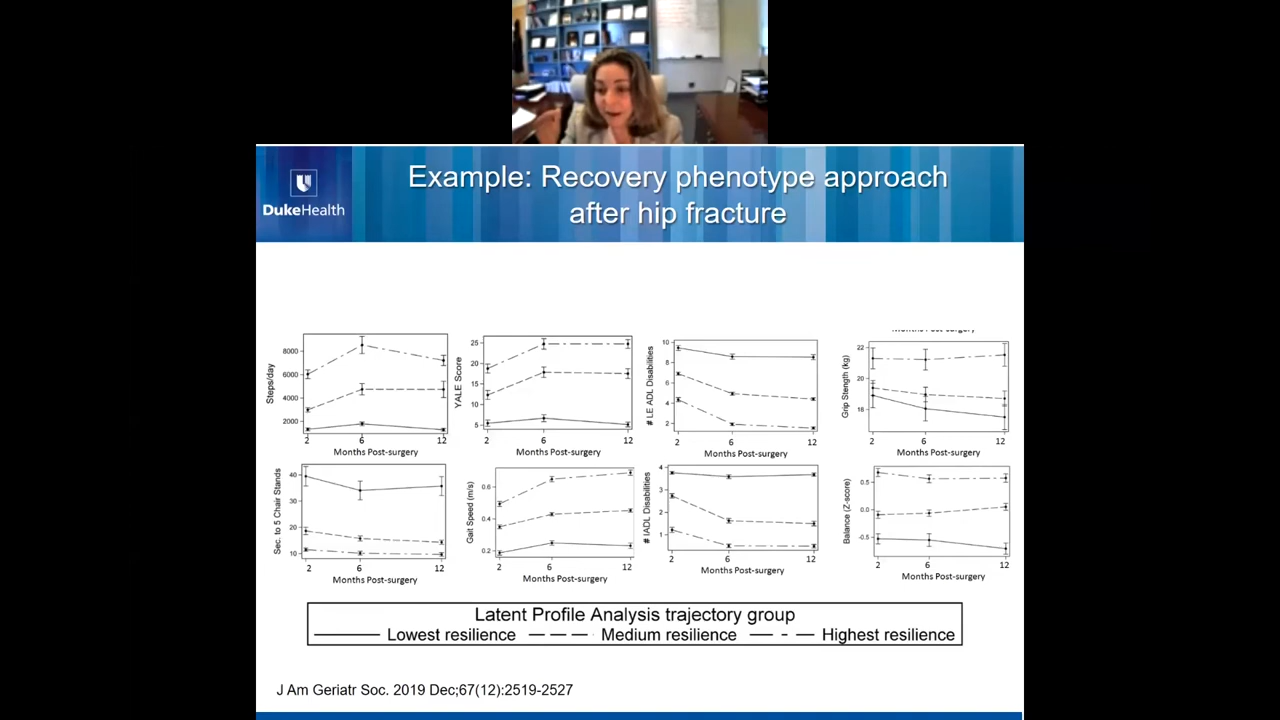 DukeHealth
Example: Recovery phenotype approach
after hip fracture
Steps/day
8000
6000
4000
2000
2 6 12
Months Post-surgery
YALE Score
25
20
15
10
5
2 6 12
Months Post-surgery
# LE ADL Disabilities
10
8
6
4
2
2 6 12
Months Post-surgery
Grip Stength (kg)
22
20
18
2 6 12
Months Post-surgery
Sec. to 5 Chair Stands
40
30
20
10
2 6 12
Months Post-surgery
Gait Speed (m/s)
0.6
0.4
0.2
2 6 12
Months Post-surgery
# IADL Disabilities
4
3
2
1
2 6 12
Months Post-surgery
Balance (Z-score)
0.5
0.0
-0.5
2 6 12
Months Post-surgery
Latent Profile Analysis trajectory group
Lowest resilience Medium resilience Highest resilience
J Am Geriatr Soc. 2019 Dec;67(12):2519-2527